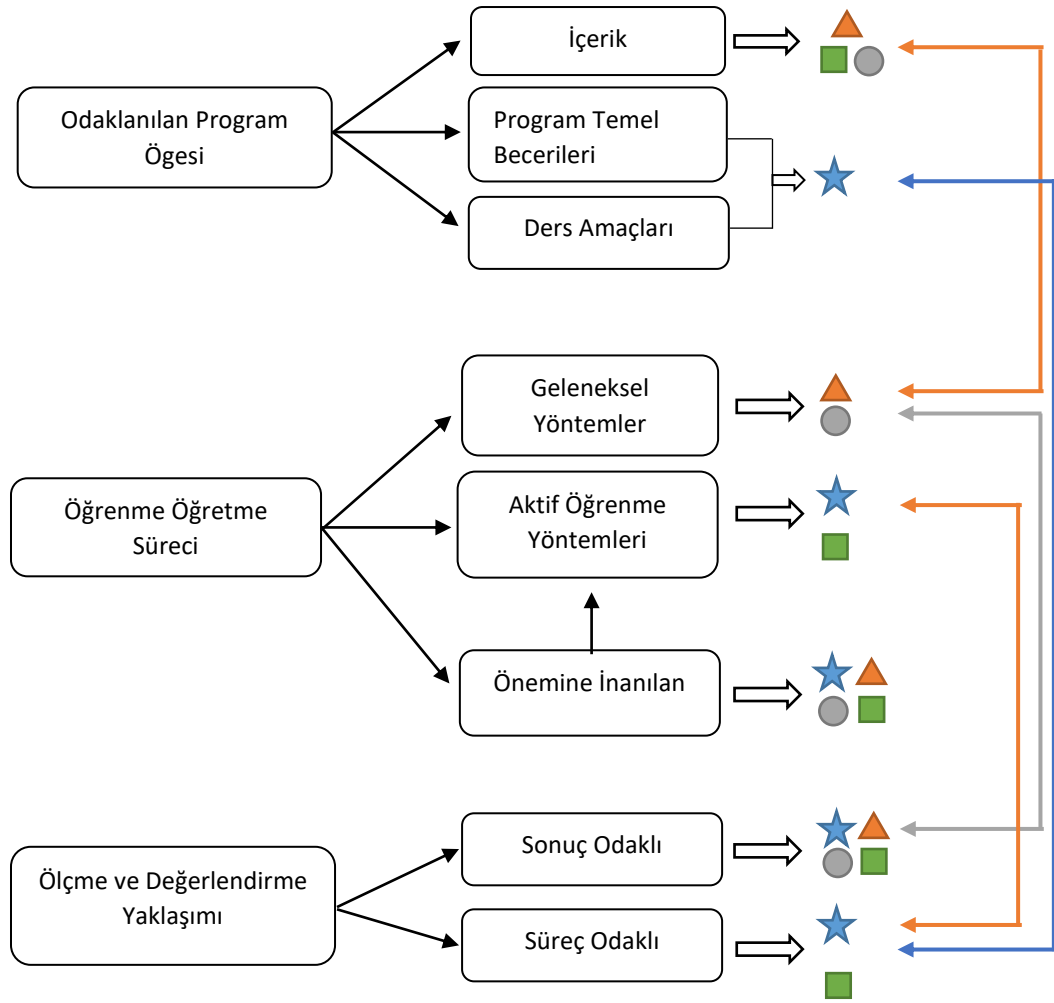 İçerik
Odaklanılan Program
Ögesi
Program Temel
Becerileri
Ders Amaçları
Geleneksel
Yöntemler
Öğrenme Öğretme
Süreci
Aktif Öğrenme
Yöntemleri
Önemine İnanılan
Ölçme ve Değerlendirme
Yaklaşımı
Sonuç Odaklı
Süreç Odaklı